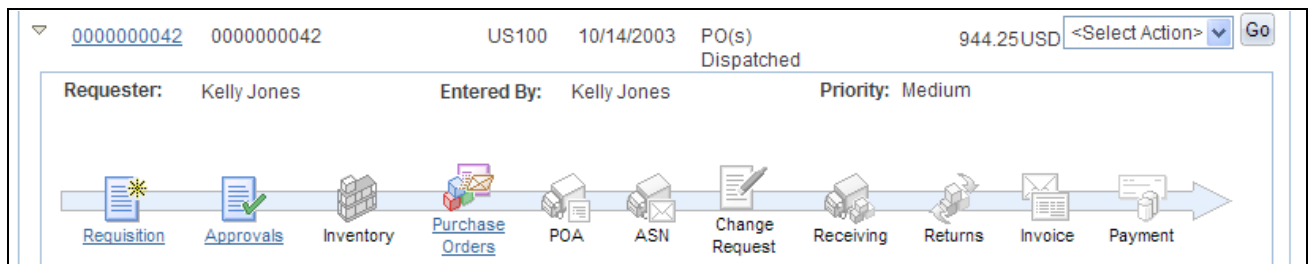 0000000042 0000000042 US100 10/14/2003 PO(s) 944.25USD <Select Action> Go
Dispatched
Requester: Kelly Jones Entered By: Kelly Jones Priority: Medium
Requisition Approvals Inventory Purchase Orders POA ASN Change Request Receiving Returns Invoice Payment